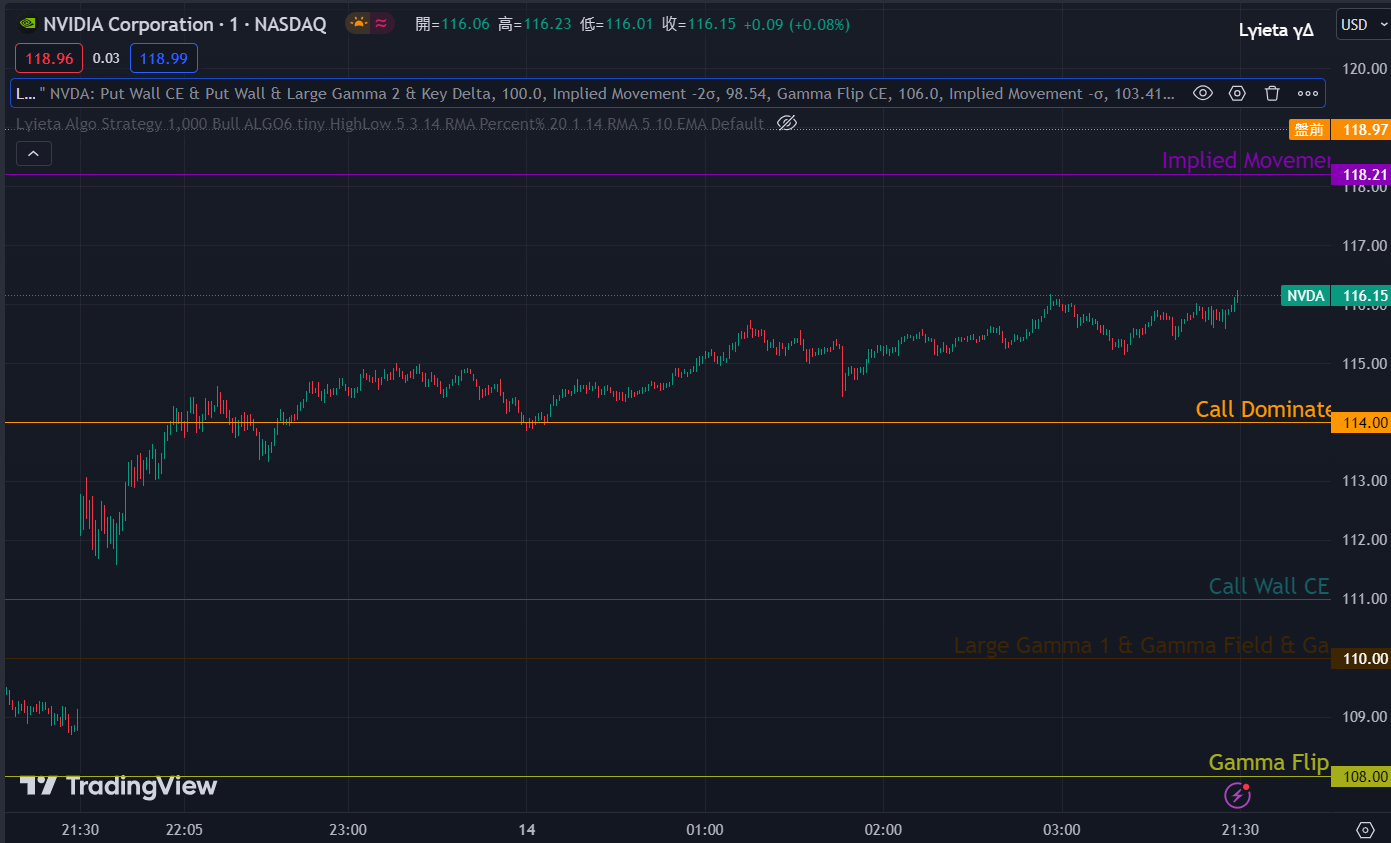 NVIDIA Corporation · 1 · NASDAQ 開=116.06 高=116.23 低=116.01 收=116.15 +0.09 (+0.08%)
Lyieta γΔ
USD
118.96 0.03 118.99
120.00
L... " NVDA: Put Wall CE & Put Wall & Large Gamma 2 & Key Delta, 100.0, Implied Movement -2σ, 98.54, Gamma Flip CE, 106.0, Implied Movement -σ, 103.41...
Lyieta Algo Strategy 1,000 Bull ALGO6 tiny HighLow 5 3 14 RMA Percent% 20 1 14 RMA 5 10 EMA Default
盤前 118.97
Implied Movemen
118.21
118.00
117.00
NVDA 116.15
116.00
115.00
Call Dominate
114.00
113.00
112.00
Call Wall CE
111.00
Large Gamma 1 & Gamma Field & Ga
110.00
109.00
Gamma Flip
108.00
TradingView
21:30 22:05 23:00 14 01:00 02:00 03:00 21:30